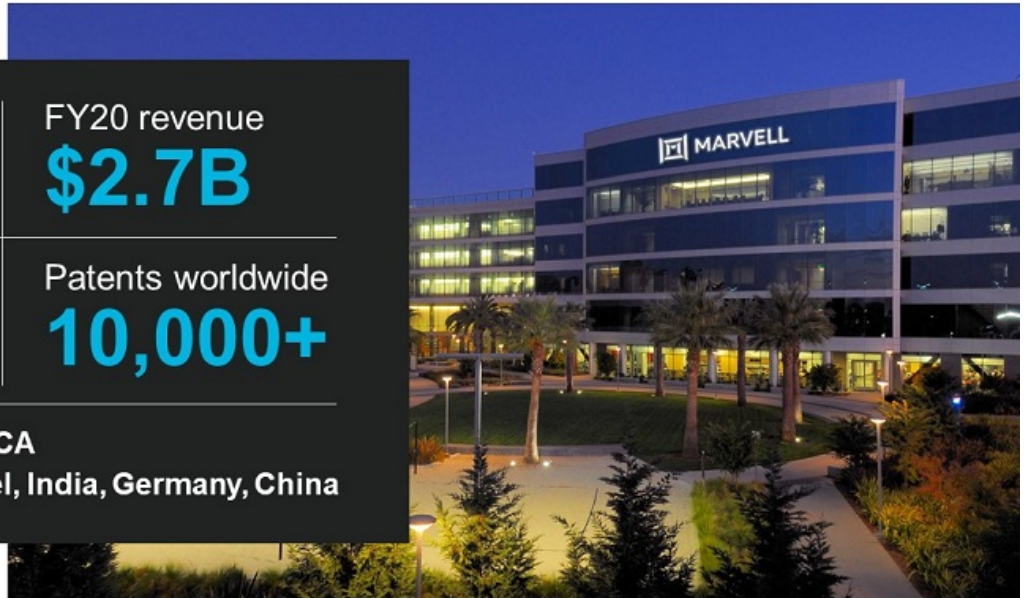 FY20 revenue
$2.7B
Patents worldwide
10,000+
CA
el, India, Germany, China
MARVELL